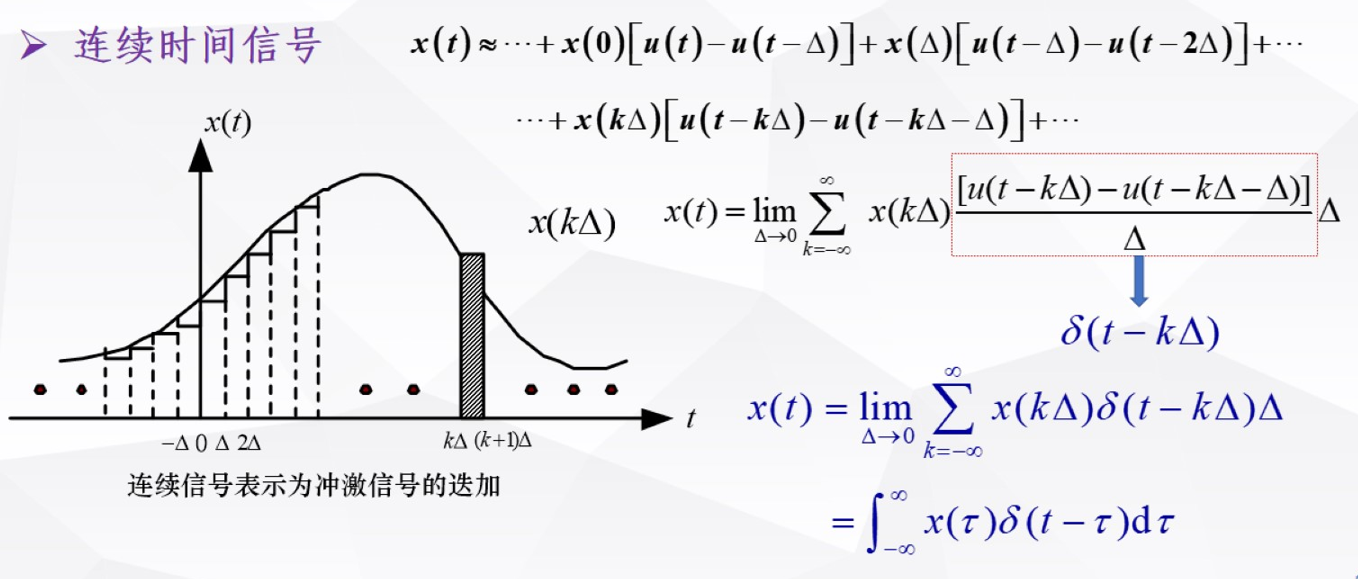 ➢ 连续时间信号
x(t)≈⋯+x(0)[u(t)−u(t−Δ)]+x(Δ)[u(t−Δ)−u(t−2Δ)]+⋯
⋯+x(kΔ)[u(t−kΔ)−u(t−kΔ−Δ)]+⋯
x(t)
x(kΔ)
x(t)=lim_{Δ→0} ∑_{k=−∞}^{∞} x(kΔ) [u(t−kΔ)−u(t−kΔ−Δ)]/Δ Δ
δ(t−kΔ)
x(t)=lim_{Δ→0} ∑_{k=−∞}^{∞} x(kΔ)δ(t−kΔ)Δ
=∫_{−∞}^{∞} x(τ)δ(t−τ)dτ
t
−Δ 0 Δ 2Δ
kΔ (k+1)Δ
连续信号表示为冲激信号的迭加